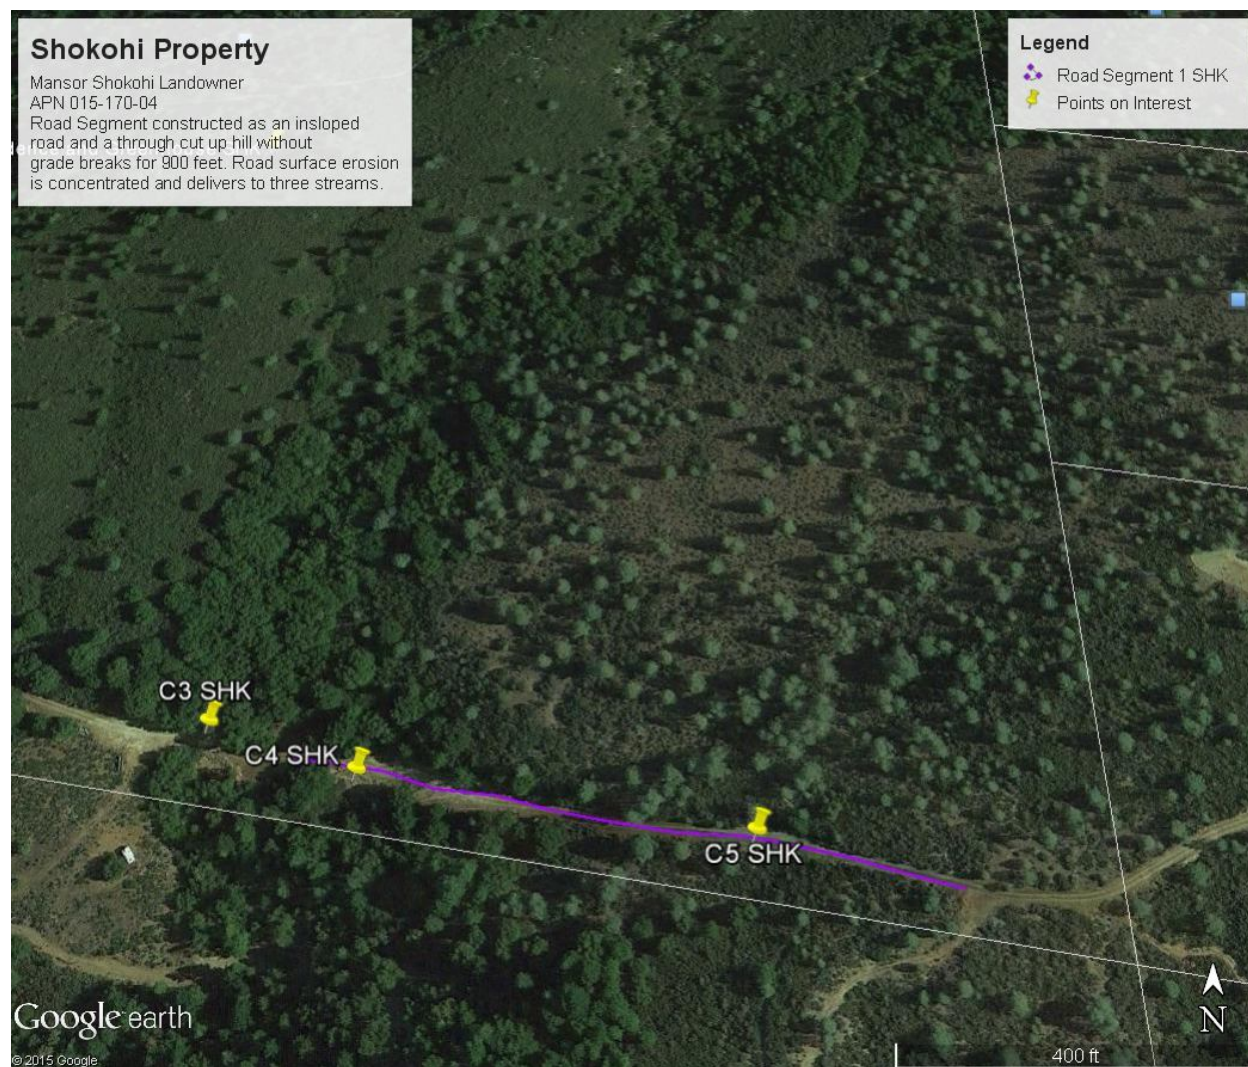 Shokohi Property
Mansor Shokohi Landowner
APN 015-170-04
Road Segment constructed as an insloped
road and a through cut up hill without
grade breaks for 900 feet. Road surface erosion
is concentrated and delivers to three streams.
Legend
Road Segment 1 SHK
Points on Interest
C3 SHK
C4 SHK
C5 SHK
Google earth
© 2015 Google
400 ft
N